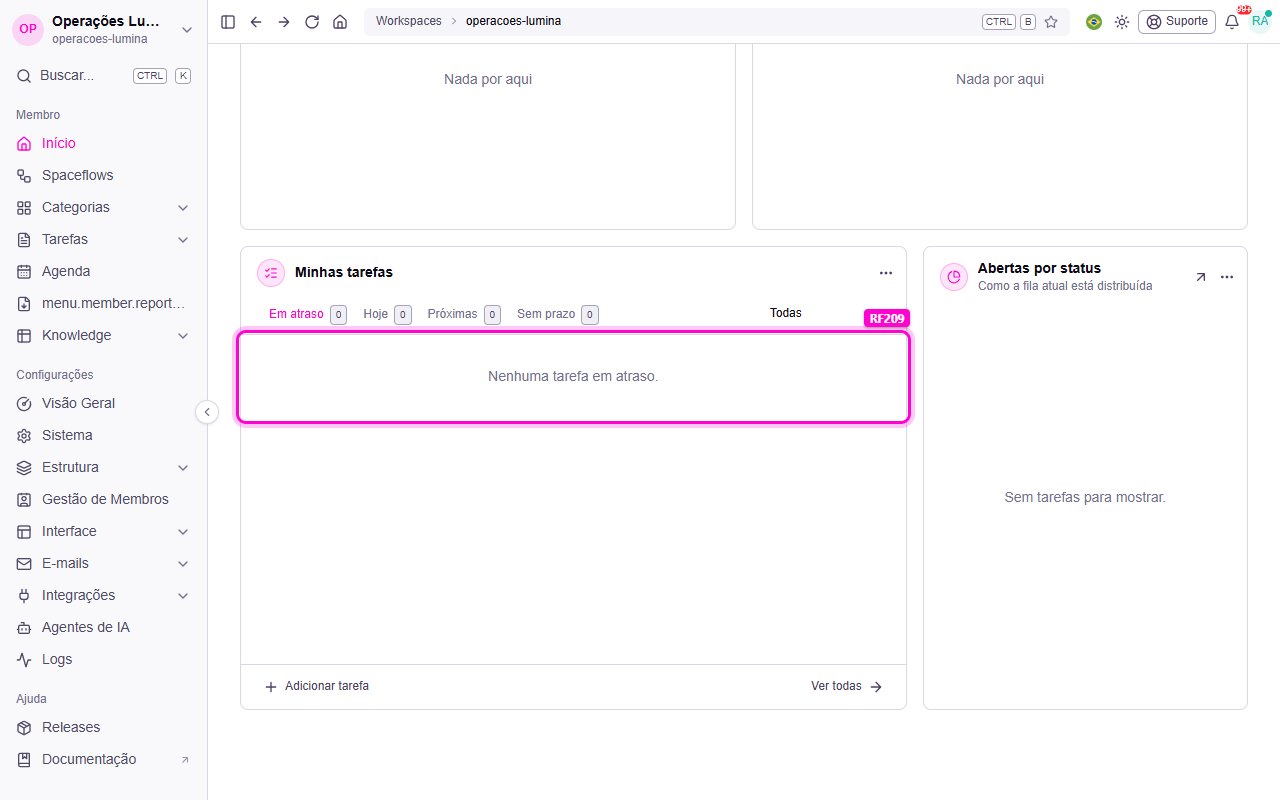 OP
Operações Lu...
operacoes-lumina
Buscar... CTRL K
Membro
Início
Spaceflows
Categorias
Tarefas
Agenda
menu.member.report...
Knowledge
Configurações
Visão Geral
Sistema
Estrutura
Gestão de Membros
Interface
E-mails
Integrações
Agentes de IA
Logs
Ajuda
Releases
Documentação
Workspaces operacoes-lumina CTRL B Suporte 99+ RA
Nada por aqui
Nada por aqui
Minhas tarefas
Em atraso 0 Hoje 0 Próximas 0 Sem prazo 0 Todas
RF209
Nenhuma tarefa em atraso.
Adicionar tarefa Ver todas
Abertas por status
Como a fila atual está distribuída
Sem tarefas para mostrar.